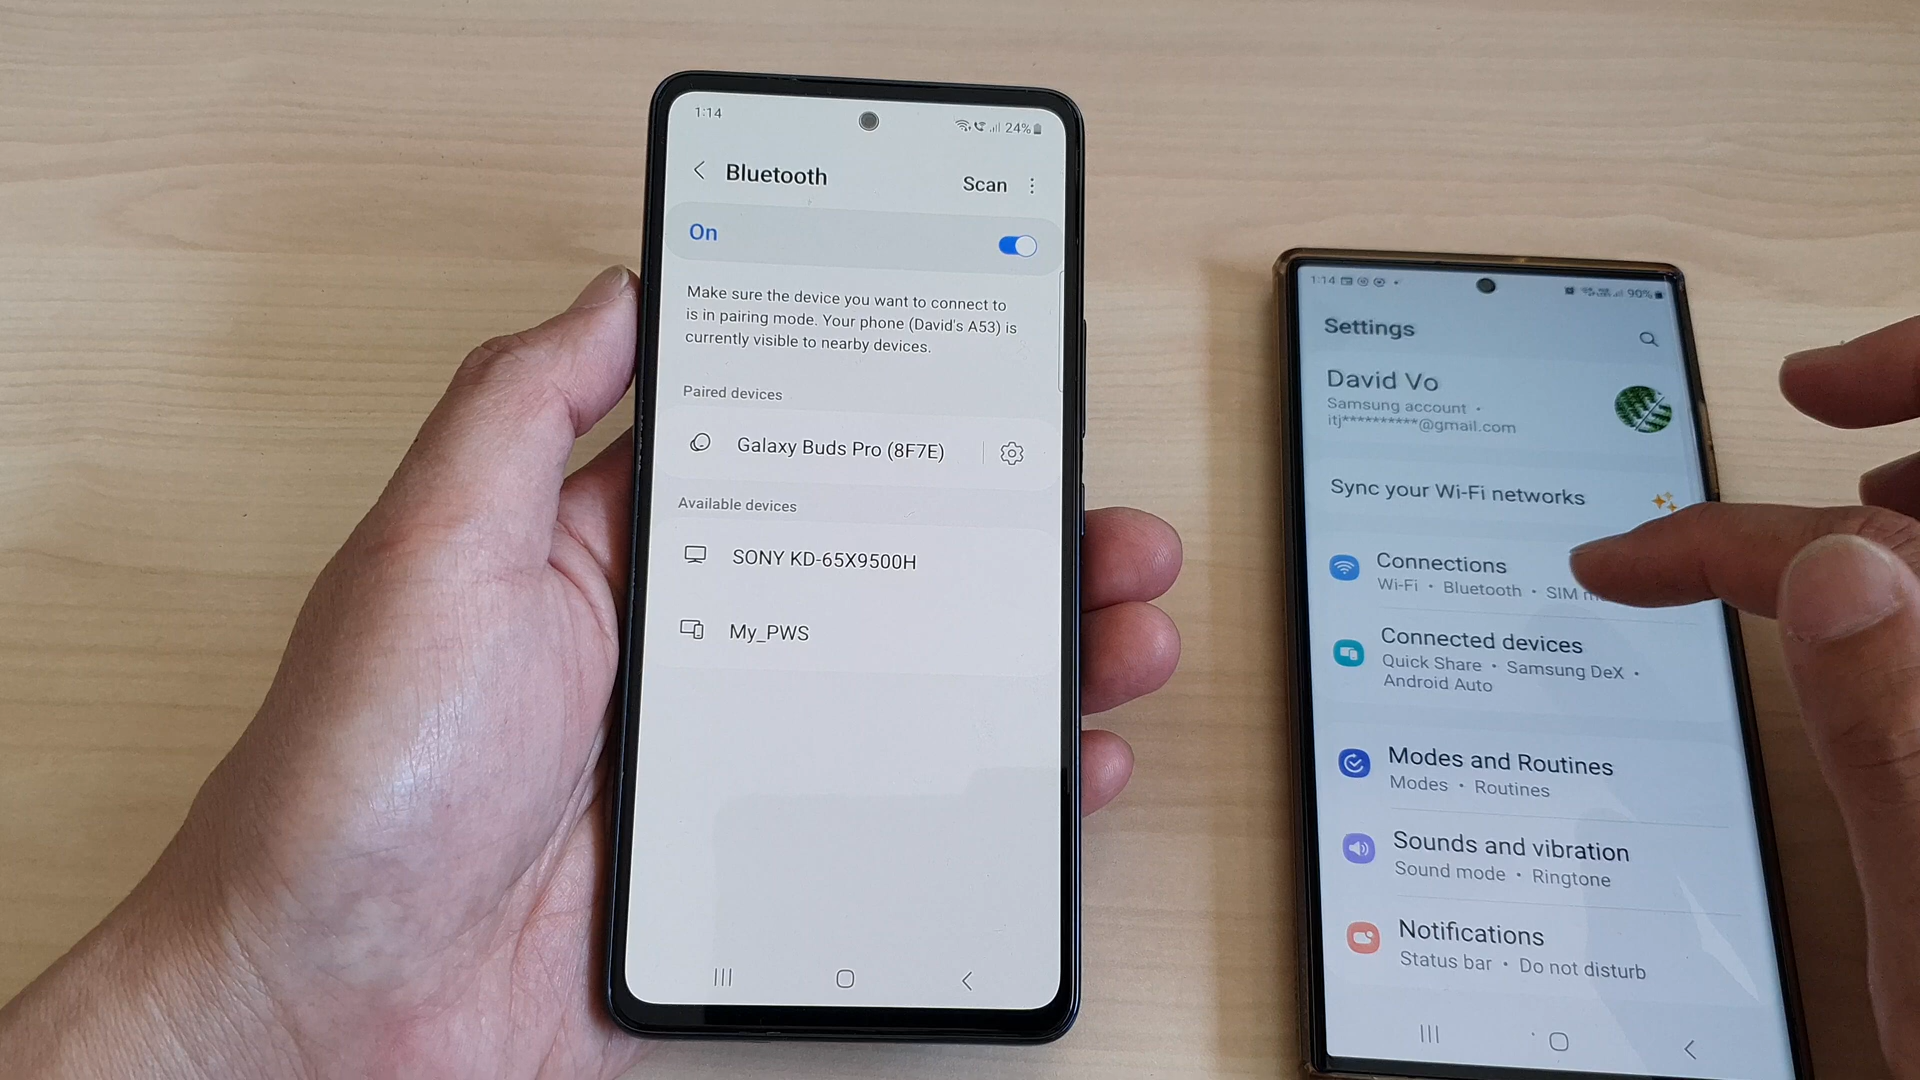 1:14
24%
Bluetooth
Scan
On
Make sure the device you want to connect to
is in pairing mode. Your phone (David's A53) is
currently visible to nearby devices.
Paired devices
Galaxy Buds Pro (8F7E)
Available devices
SONY KD-65X9500H
My_PWS
1:14
90%
Settings
David Vo
Samsung account •
itj**********@gmail.com
Sync your Wi-Fi networks
Connections
Wi-Fi • Bluetooth • SIM
Connected devices
Quick Share • Samsung DeX •
Android Auto
Modes and Routines
Modes • Routines
Sounds and vibration
Sound mode • Ringtone
Notifications
Status bar • Do not disturb